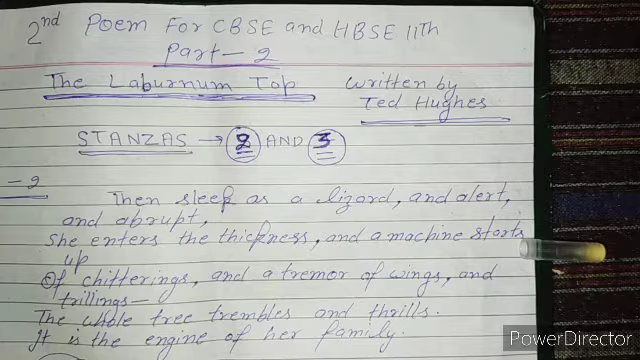 2nd Poem For CBSE and HBSE 11th
Part - 2
The Laburnum Top written by
Ted Hughes
STANZAS → 2 AND 3
- 2
Then sleek as a lizard, and alert,
and abrupt,
She enters the thickness, and a machine starts
up
Of chitterings, and a tremor of wings, and
trillings—
The whole tree trembles and thrills.
It is the engine of her family.
PowerDirector